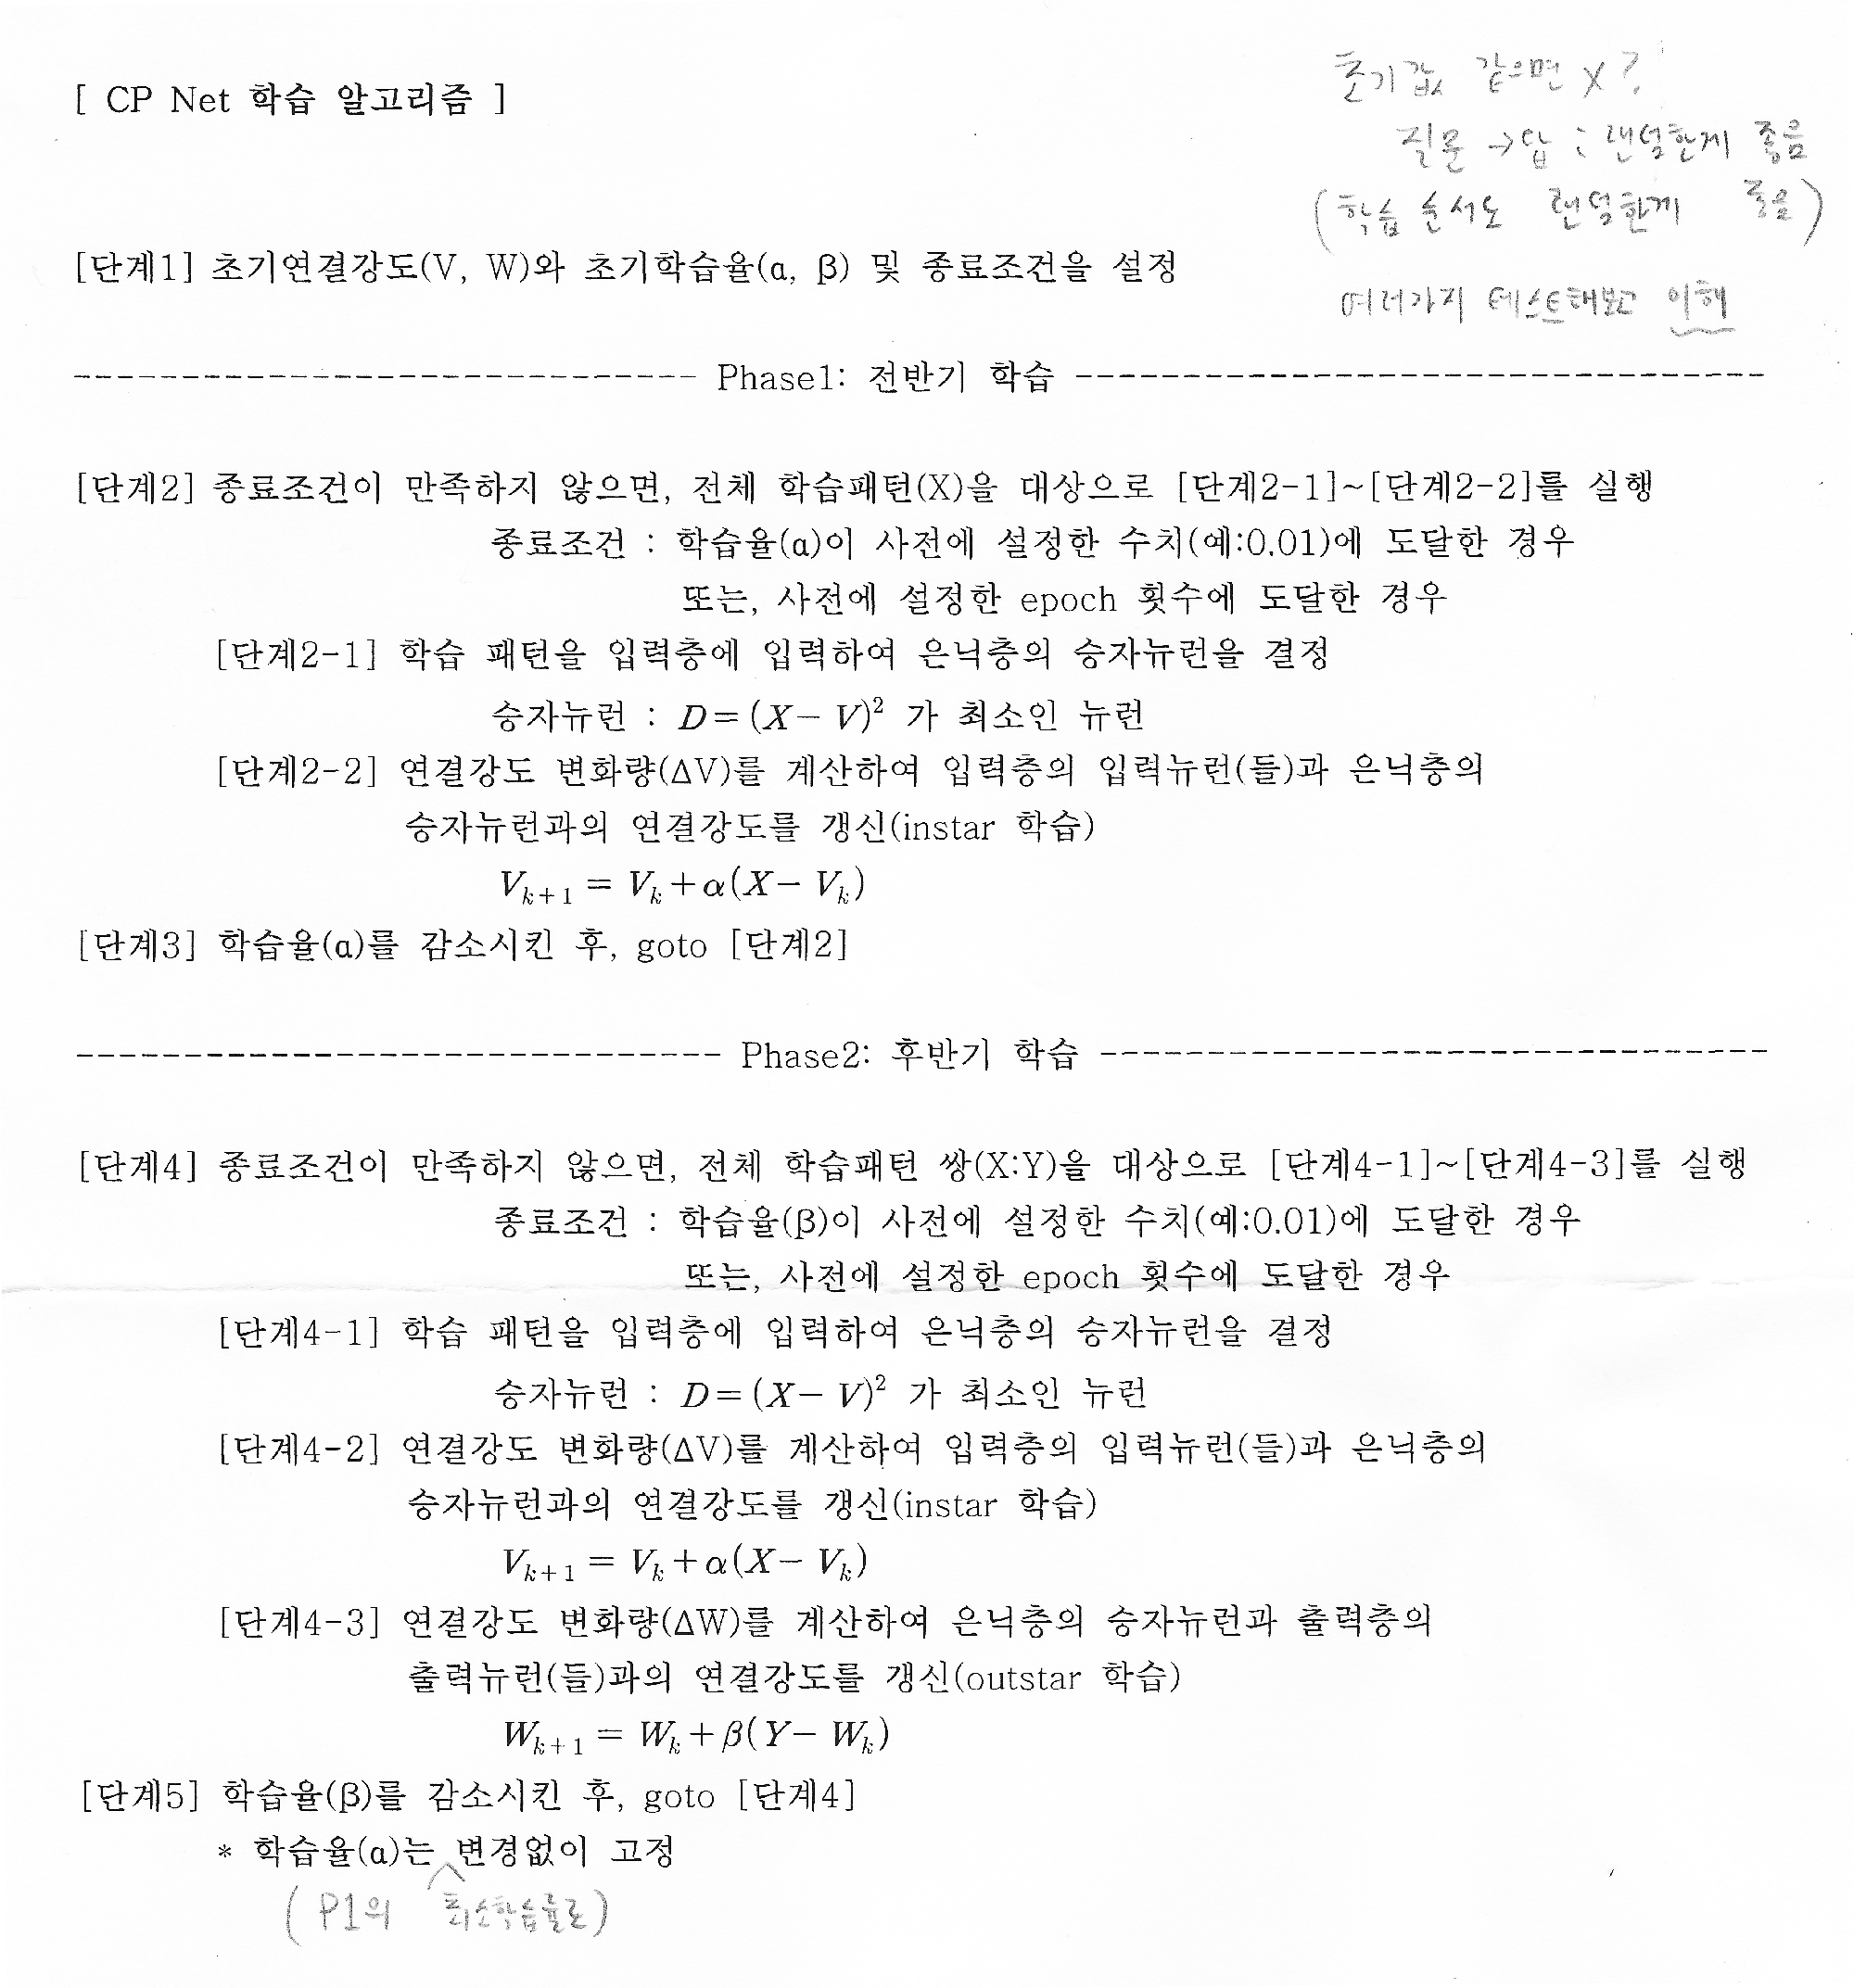 [ CP Net 학습 알고리즘 ]
초기값 같으면 X?
질문 → 답 : 랜덤한게 좋음
(학습 순서도 랜덤한게 좋음)
[단계1] 초기연결강도(V, W)와 초기학습율(α, β) 및 종료조건을 설정
여러가지 테스트해보고 이해
----------------------------- Phase1: 전반기 학습 --------------------------------
[단계2] 종료조건이 만족하지 않으면, 전체 학습패턴(X)을 대상으로 [단계2-1]~[단계2-2]를 실행
종료조건 : 학습율(α)이 사전에 설정한 수치(예:0.01)에 도달한 경우
또는, 사전에 설정한 epoch 횟수에 도달한 경우
[단계2-1] 학습 패턴을 입력층에 입력하여 은닉층의 승자뉴런을 결정
승자뉴런 : D=(X- V)² 가 최소인 뉴런
[단계2-2] 연결강도 변화량(ΔV)를 계산하여 입력층의 입력뉴런(들)과 은닉층의
승자뉴런과의 연결강도를 갱신(instar 학습)
Vₖ₊₁ = Vₖ+α(X- Vₖ)
[단계3] 학습율(α)를 감소시킨 후, goto [단계2]
------------------------------ Phase2: 후반기 학습 -------------------------------
[단계4] 종료조건이 만족하지 않으면, 전체 학습패턴 쌍(X:Y)을 대상으로 [단계4-1]~[단계4-3]를 실행
종료조건 : 학습율(β)이 사전에 설정한 수치(예:0.01)에 도달한 경우
또는, 사전에 설정한 epoch 횟수에 도달한 경우
[단계4-1] 학습 패턴을 입력층에 입력하여 은닉층의 승자뉴런을 결정
승자뉴런 : D=(X- V)² 가 최소인 뉴런
[단계4-2] 연결강도 변화량(ΔV)를 계산하여 입력층의 입력뉴런(들)과 은닉층의
승자뉴런과의 연결강도를 갱신(instar 학습)
Vₖ₊₁ = Vₖ+α(X- Vₖ)
[단계4-3] 연결강도 변화량(ΔW)를 계산하여 은닉층의 승자뉴런과 출력층의
출력뉴런(들)과의 연결강도를 갱신(outstar 학습)
Wₖ₊₁ = Wₖ+β(Y- Wₖ)
[단계5] 학습율(β)를 감소시킨 후, goto [단계4]
* 학습율(α)는 변경없이 고정
(P1의 최소학습율로)